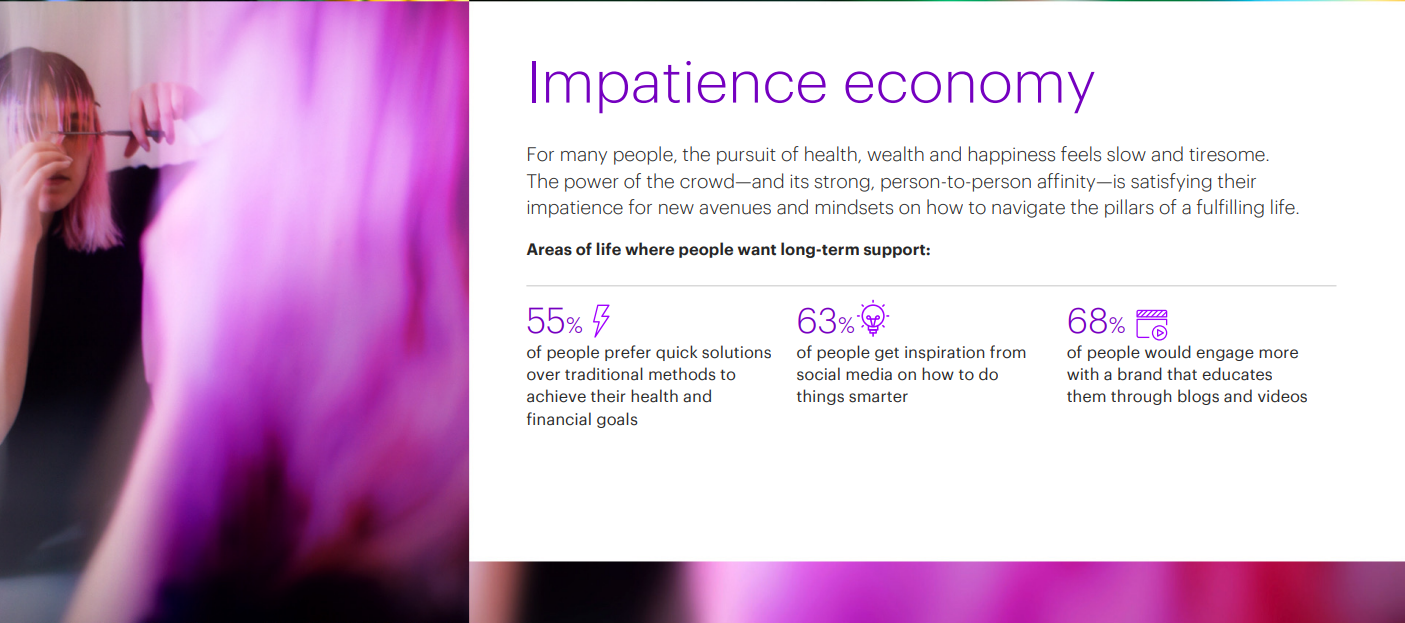 Impatience economy
For many people, the pursuit of health, wealth and happiness feels slow and tiresome.
The power of the crowd—and its strong, person-to-person affinity—is satisfying their
impatience for new avenues and mindsets on how to navigate the pillars of a fulfilling life.
Areas of life where people want long-term support:
55%
of people prefer quick solutions
over traditional methods to
achieve their health and
financial goals
63%
of people get inspiration from
social media on how to do
things smarter
68%
of people would engage more
with a brand that educates
them through blogs and videos